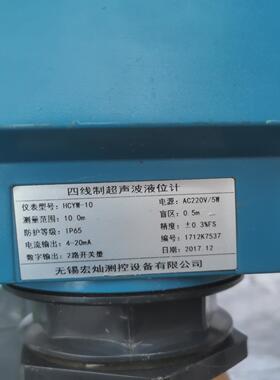 四线制超声波液位计
仪表型号： HCYW-10
电源： AC220V/5W
测量范围： 10.0m
盲区： 0.5m
防护等级： IP65
精度： ±0.3%FS
电流输出： 4-20mA
编号： 1712K7537
数字输出： 2路开关量
日期： 2017.12
无锡宏灿测控设备有限公司